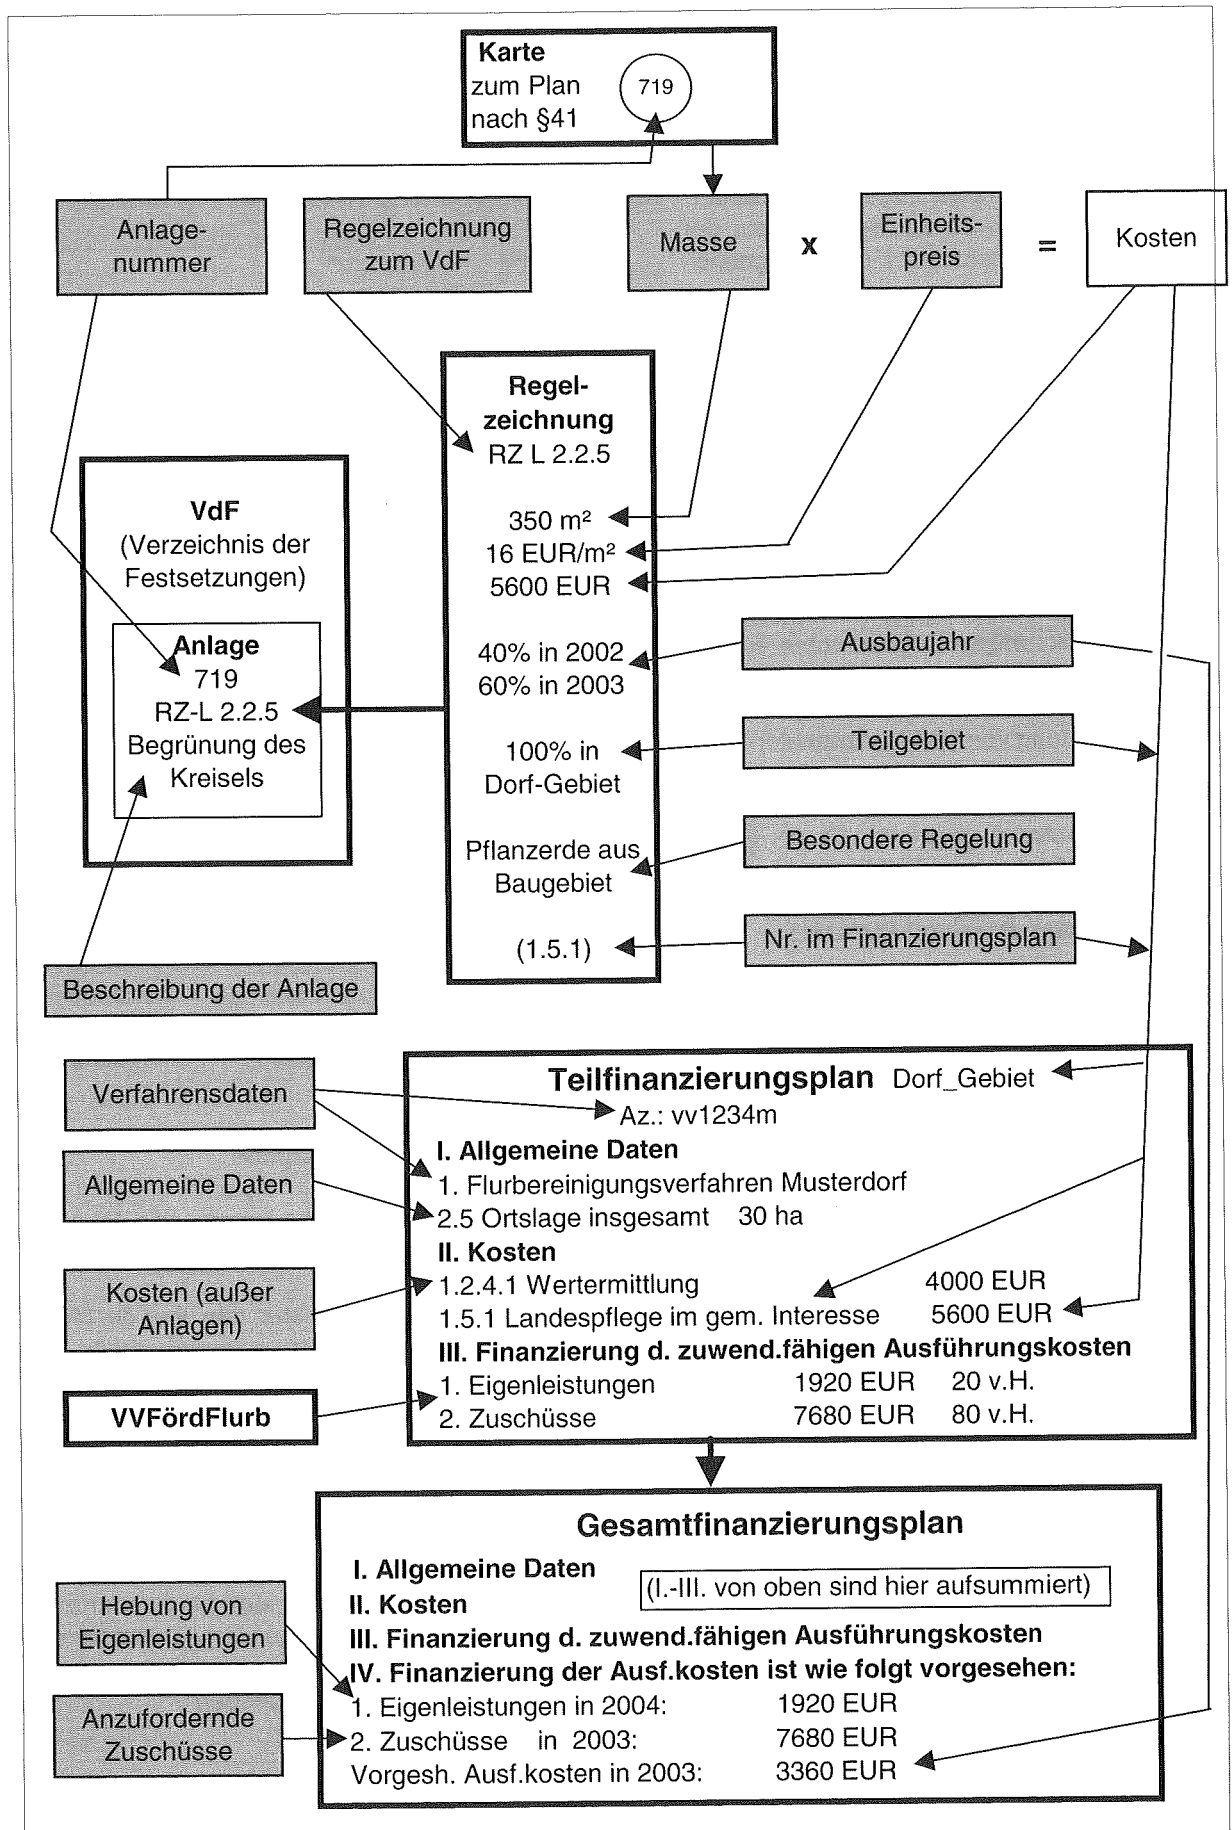 Karte
zum Plan
nach §41
719
Anlage-
nummer
Regelzeichnung
zum VdF
Masse
x
Einheits-
preis
=
Kosten
Regel-
zeichnung
RZ L 2.2.5
350 m²
16 EUR/m²
5600 EUR
40% in 2002
60% in 2003
100% in
Dorf-Gebiet
Pflanzerde aus
Baugebiet
(1.5.1)
VdF
(Verzeichnis der
Festsetzungen)
Anlage
719
RZ-L 2.2.5
Begrünung des
Kreisels
Ausbaujahr
Teilgebiet
Besondere Regelung
Nr. im Finanzierungsplan
Beschreibung der Anlage
Verfahrensdaten
Allgemeine Daten
Kosten (außer
Anlagen)
VVFördFlurb
Teilfinanzierungsplan Dorf_Gebiet
Az.: vv1234m
I. Allgemeine Daten
1. Flurbereinigungsverfahren Musterdorf
2.5 Ortslage insgesamt 30 ha
II. Kosten
1.2.4.1 Wertermittlung 4000 EUR
1.5.1 Landespflege im gem. Interesse 5600 EUR
III. Finanzierung d. zuwend.fähigen Ausführungskosten
1. Eigenleistungen 1920 EUR 20 v.H.
2. Zuschüsse 7680 EUR 80 v.H.
Hebung von
Eigenleistungen
Anzufordernde
Zuschüsse
Gesamtfinanzierungsplan
I. Allgemeine Daten
(I.-III. von oben sind hier aufsummiert)
II. Kosten
III. Finanzierung d. zuwend.fähigen Ausführungskosten
IV. Finanzierung der Ausf.kosten ist wie folgt vorgesehen:
1. Eigenleistungen in 2004: 1920 EUR
2. Zuschüsse in 2003: 7680 EUR
Vorgesh. Ausf.kosten in 2003: 3360 EUR